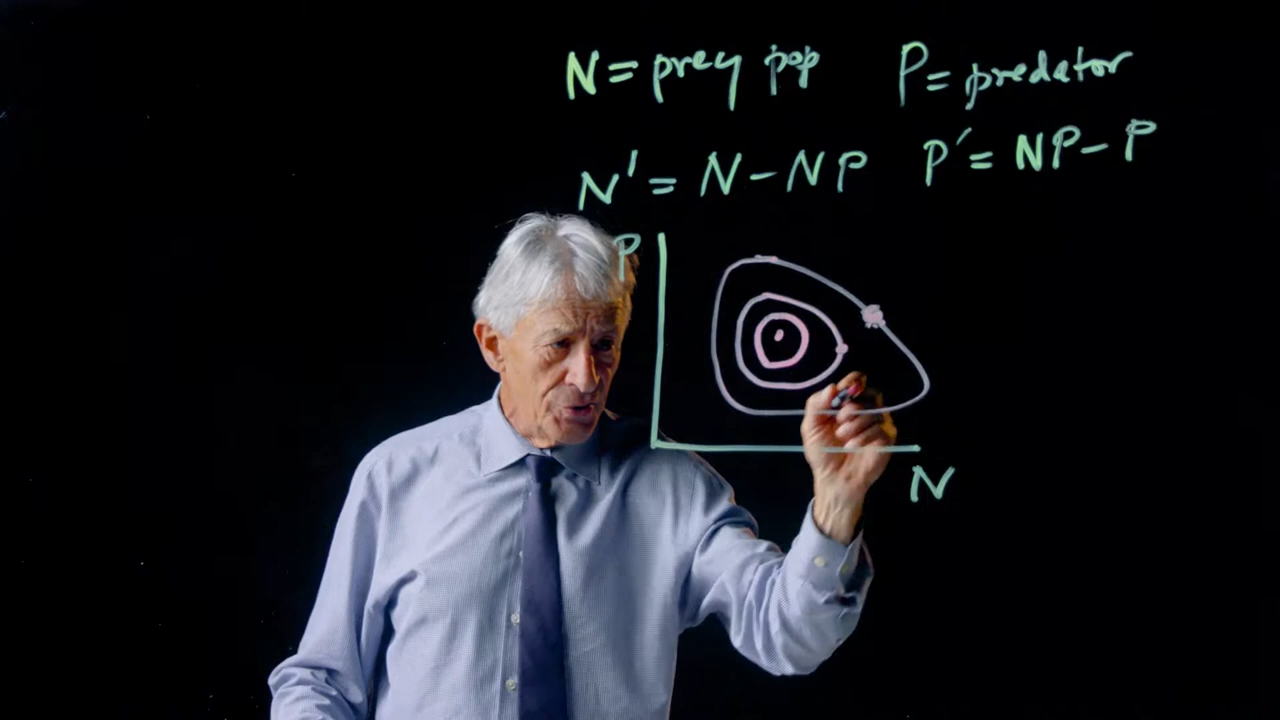 N = prey pop P = predator
N' = N - NP P' = NP - P
P
N